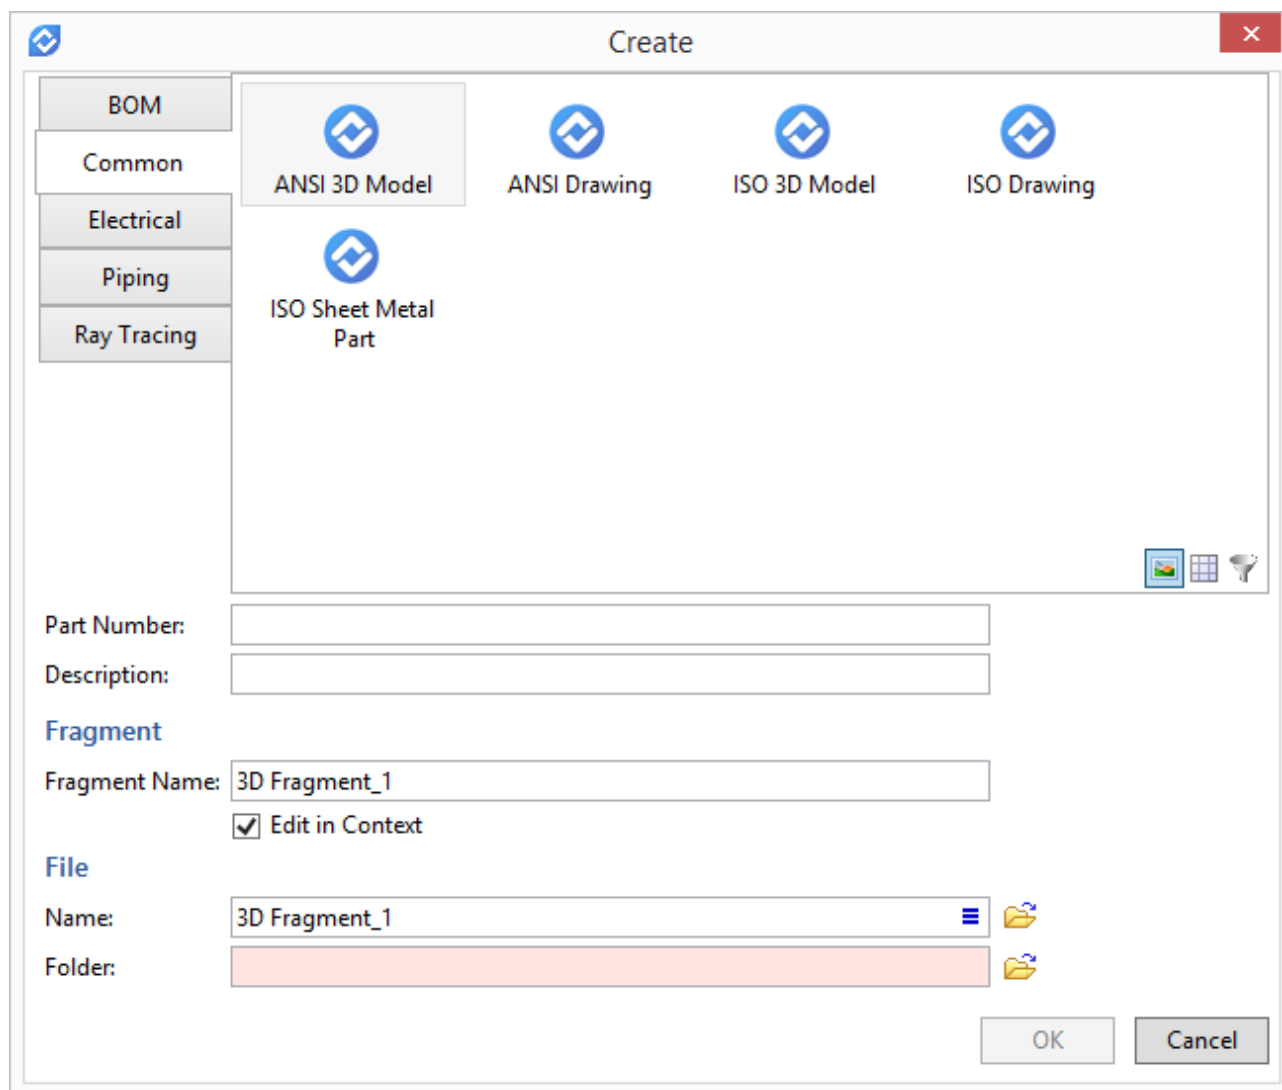 Create
BOM
Common
Electrical
Piping
Ray Tracing
ANSI 3D Model
ANSI Drawing
ISO 3D Model
ISO Drawing
ISO Sheet Metal
Part
Part Number:
Description:
Fragment
Fragment Name: 3D Fragment_1
Edit in Context
File
Name: 3D Fragment_1
Folder:
OK
Cancel